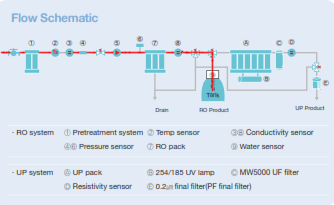 Flow Schematic
⑥
① ② ③ ④ ⑤ ⑦ ⑧ Ⓐ Ⓒ Ⓓ
⑨
Ⓑ
Tank
Ⓔ
Drain RO Product UP Product
· RO system ① Pretreatment system ② Temp sensor ③⑧ Conductivity sensor
④⑥ Pressure sensor ⑦ RO pack ⑨ Water sensor
· UP system Ⓐ UP pack Ⓑ 254/185 UV lamp Ⓒ MW5000 UF filter
Ⓓ Resistivity sensor Ⓔ 0.2㎛ final filter(PF final filter)